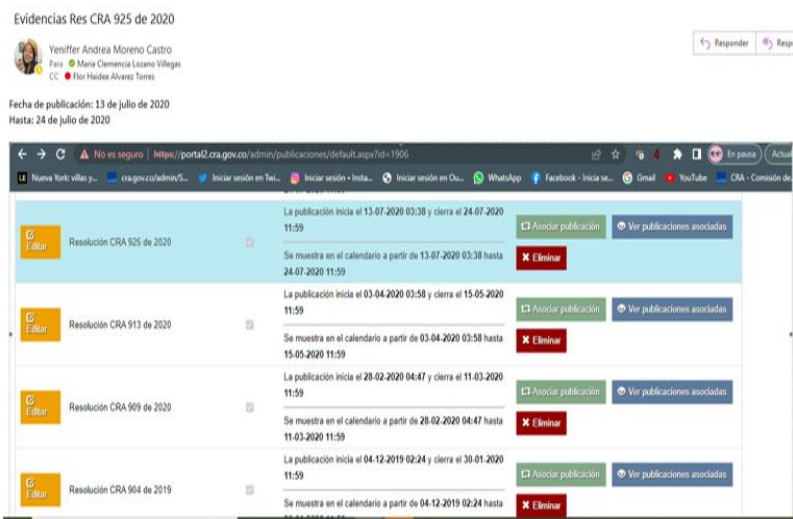 Evidencias Res CRA 925 de 2020
Yeniffer Andrea Moreno Castro
Para Maria Clemencia Lozano Villegas
CC Flor Haidee Alvarez Torres
Responder
Fecha de publicación: 13 de julio de 2020
Hasta: 24 de julio de 2020
No es seguro | https://portal2.cra.gov.co/admin/publicaciones/default.aspx?id=1906
4
En pausa
LE Nueva York: villas y...
cra.gov.co/admin/S...
Iniciar sesión en Twi...
Iniciar sesión • Insta...
Iniciar sesión en Ou...
WhatsApp
Facebook - Inicia se...
Gmail
YouTube
CRA - Comisión de
Editar
Resolución CRA 925 de 2020
La publicación inicia el 13-07-2020 03:38 y cierra el 24-07-2020
11:59
Se muestra en el calendario a partir de 13-07-2020 03:38 hasta
24-07-2020 11:59
Asociar publicación
Ver publicaciones asociadas
Eliminar
Editar
Resolución CRA 913 de 2020
La publicación inicia el 03-04-2020 03:58 y cierra el 15-05-2020
11:59
Se muestra en el calendario a partir de 03-04-2020 03:58 hasta
15-05-2020 11:59
Asociar publicación
Ver publicaciones asociadas
Eliminar
Editar
Resolución CRA 909 de 2020
La publicación inicia el 28-02-2020 04:47 y cierra el 11-03-2020
11:59
Se muestra en el calendario a partir de 28-02-2020 04:47 hasta
11-03-2020 11:59
Asociar publicación
Ver publicaciones asociadas
Eliminar
Editar
Resolución CRA 904 de 2019
La publicación inicia el 04-12-2019 02:24 y cierra el 30-01-2020
11:59
Se muestra en el calendario a partir de 04-12-2019 02:24 hasta
Asociar publicación
Ver publicaciones asociadas
Eliminar